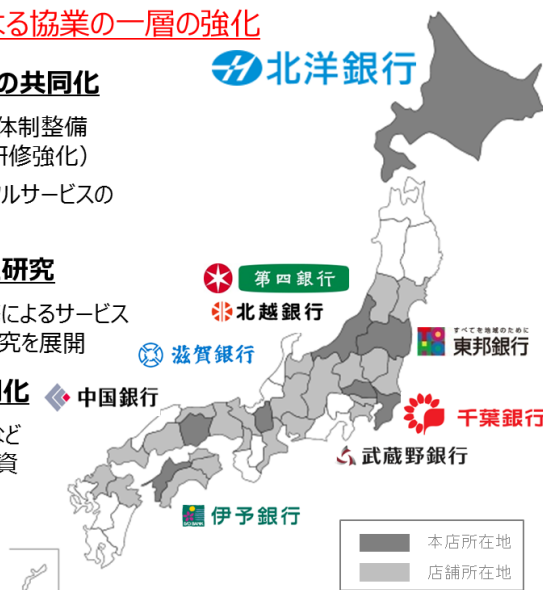 よる協業の一層の強化
の共同化
体制整備
研修強化）
ルサービスの
研究
によるサービス
究を展開
化
など
資
北洋銀行
第四銀行
北越銀行
滋賀銀行
すべてを地域のために
東邦銀行
中国銀行
千葉銀行
武蔵野銀行
伊予銀行
本店所在地
店舗所在地